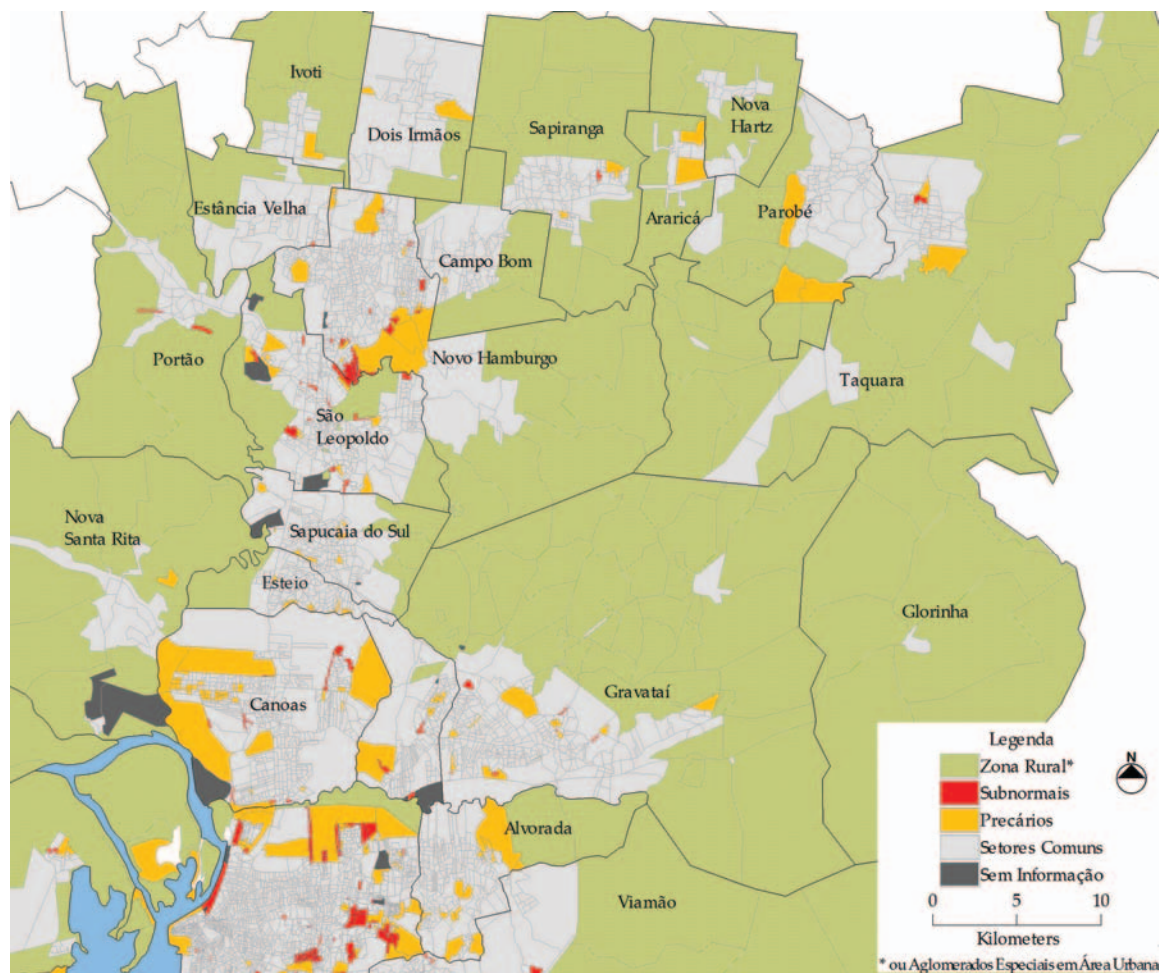 Ivoti
Dois Irmãos
Sapiranga
Nova
Hartz
Estância Velha
Araricá
Parobé
Campo Bom
Portão
Novo Hamburgo
Taquara
São
Leopoldo
Nova
Santa Rita
Sapucaia do Sul
Esteio
Glorinha
Canoas
Gravataí
Alvorada
Viamão
Legenda
Zona Rural*
Subnormais
Precários
Setores Comuns
Sem Informação
N
0 5 10
Kilometers
* ou Aglomerados Especiais em Área Urbana